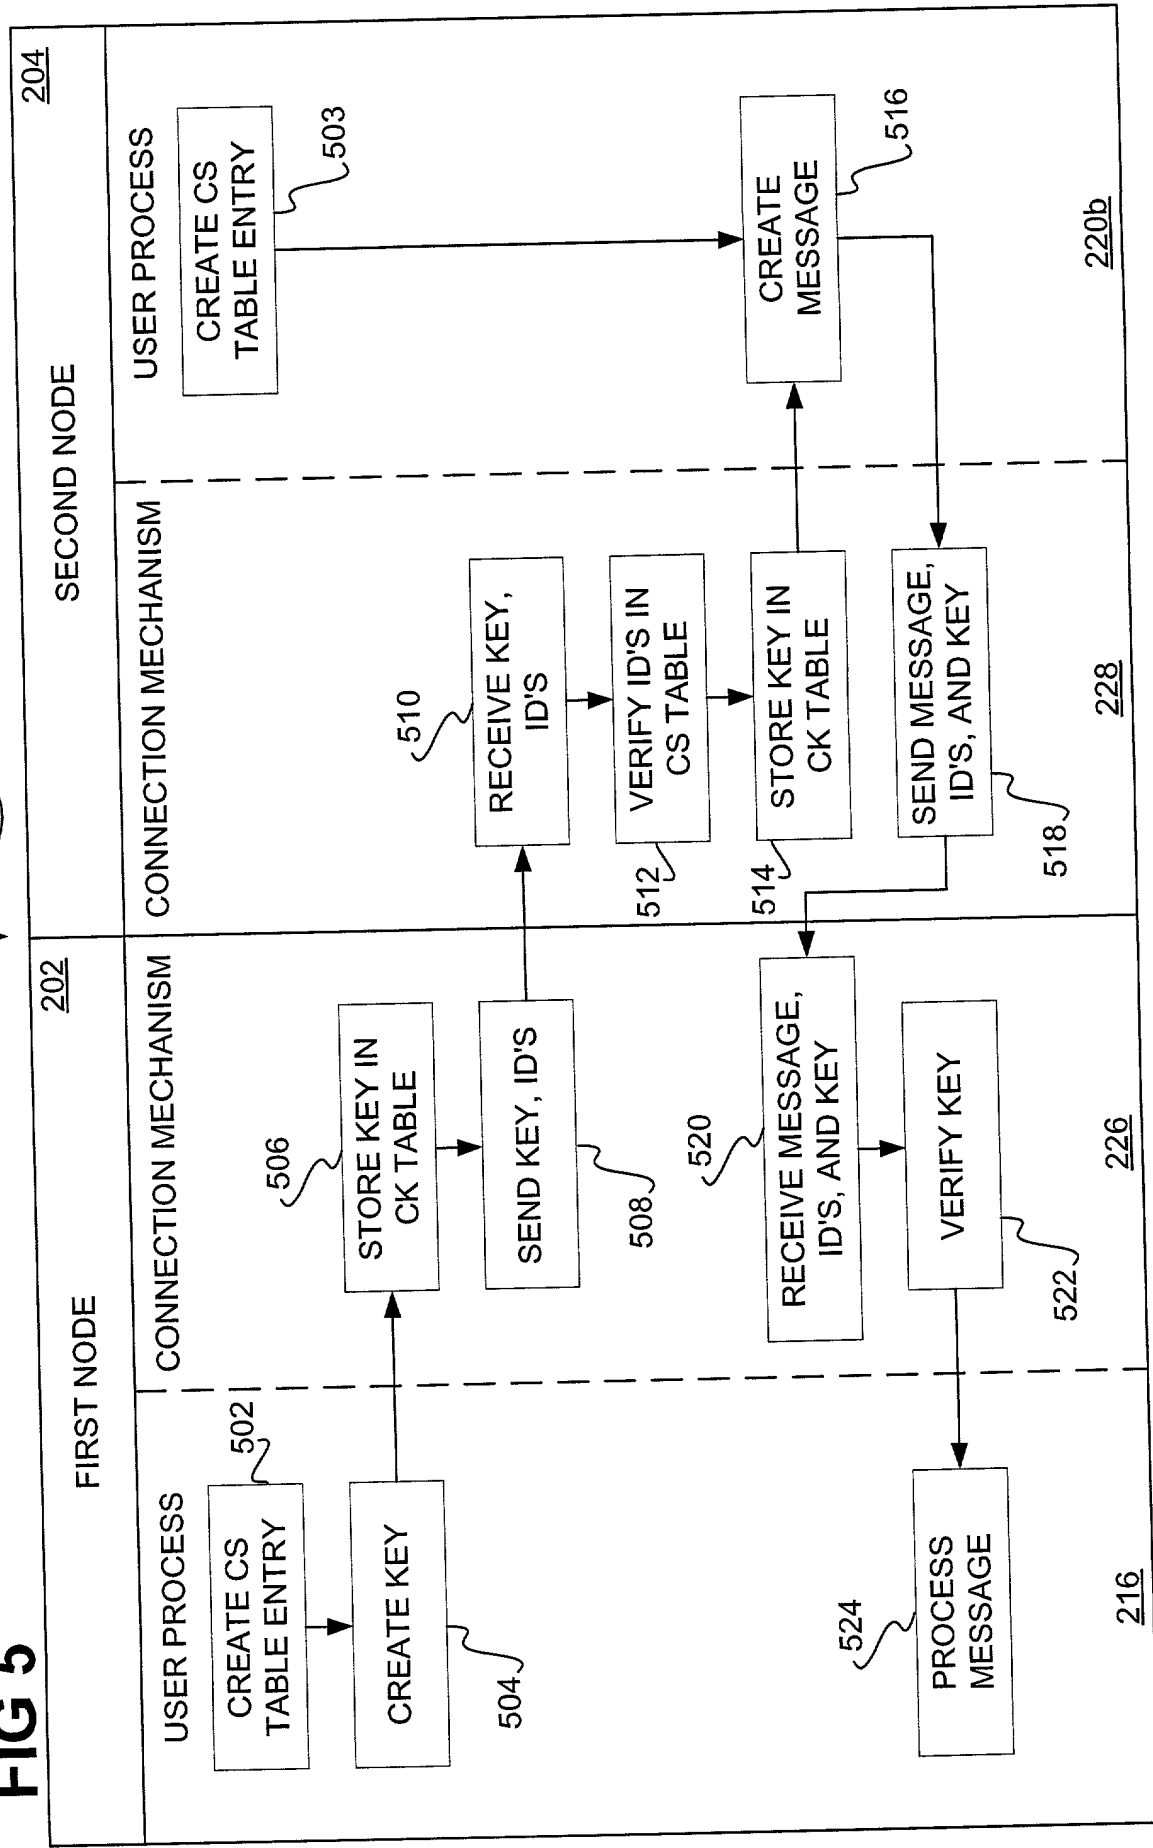 FIG 5
FIRST NODE
202
SECOND NODE
204
USER PROCESS
CONNECTION MECHANISM
CONNECTION MECHANISM
USER PROCESS
CREATE CS
TABLE ENTRY
502
CREATE KEY
504
506
STORE KEY IN
CK TABLE
SEND KEY, ID'S
508
510
RECEIVE KEY,
ID'S
VERIFY ID'S IN
CS TABLE
512
STORE KEY IN
CK TABLE
514
CREATE CS
TABLE ENTRY
503
CREATE
MESSAGE
516
SEND MESSAGE,
ID'S, AND KEY
518
520
RECEIVE MESSAGE,
ID'S, AND KEY
VERIFY KEY
522
524
PROCESS
MESSAGE
216
226
228
220b